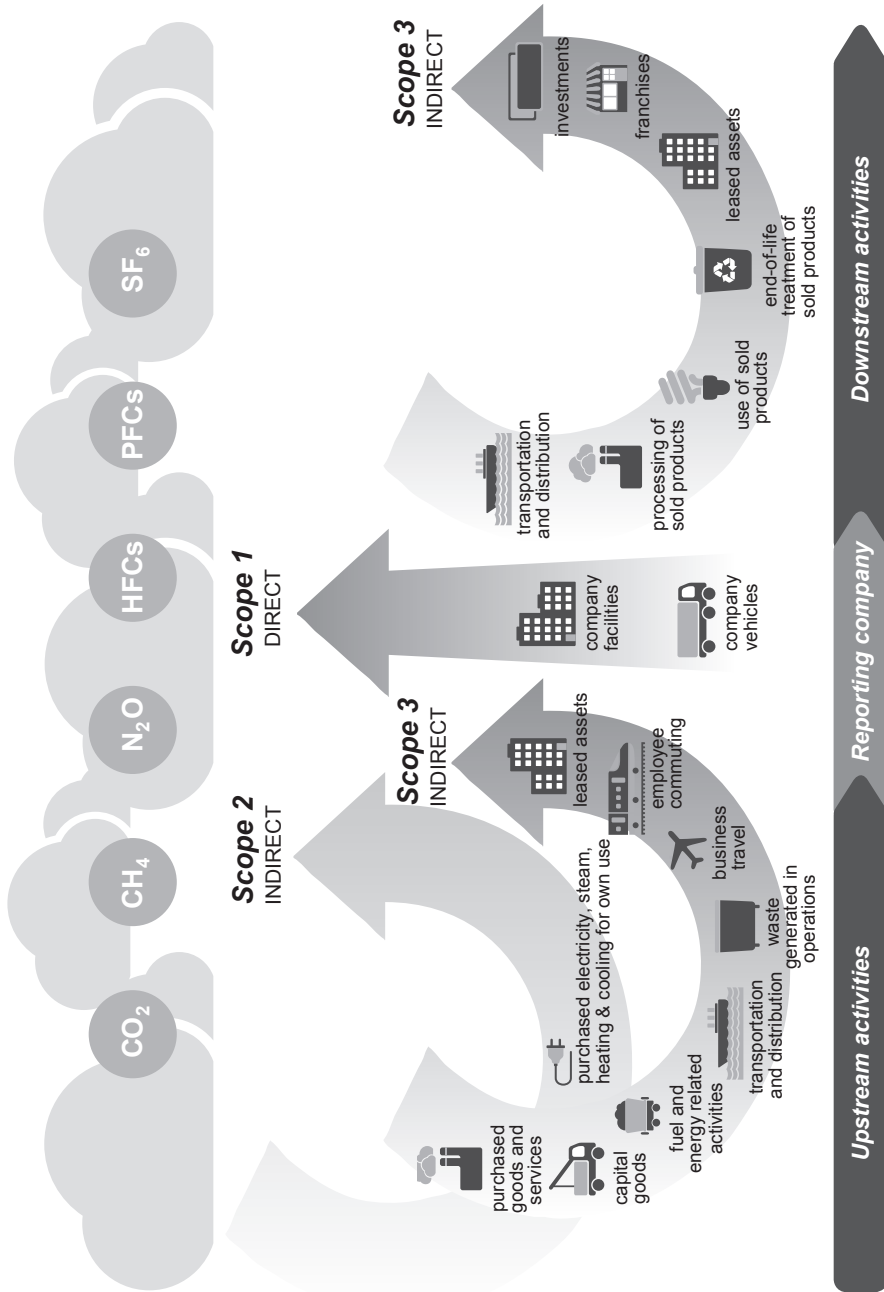 CO₂
CH₄
N₂O
HFCs
PFCs
SF₆
Scope 2
INDIRECT
Scope 1
DIRECT
Scope 3
INDIRECT
Scope 3
INDIRECT
purchased
goods and
services
capital
goods
fuel and
energy related
activities
purchased electricity, steam,
heating & cooling for own use
transportation
and distribution
waste
generated in
operations
business
travel
employee
commuting
leased assets
company
facilities
company
vehicles
transportation
and distribution
processing of
sold products
use of sold
products
end-of-life
treatment of
sold products
leased assets
franchises
investments
Upstream activities
Reporting company
Downstream activities